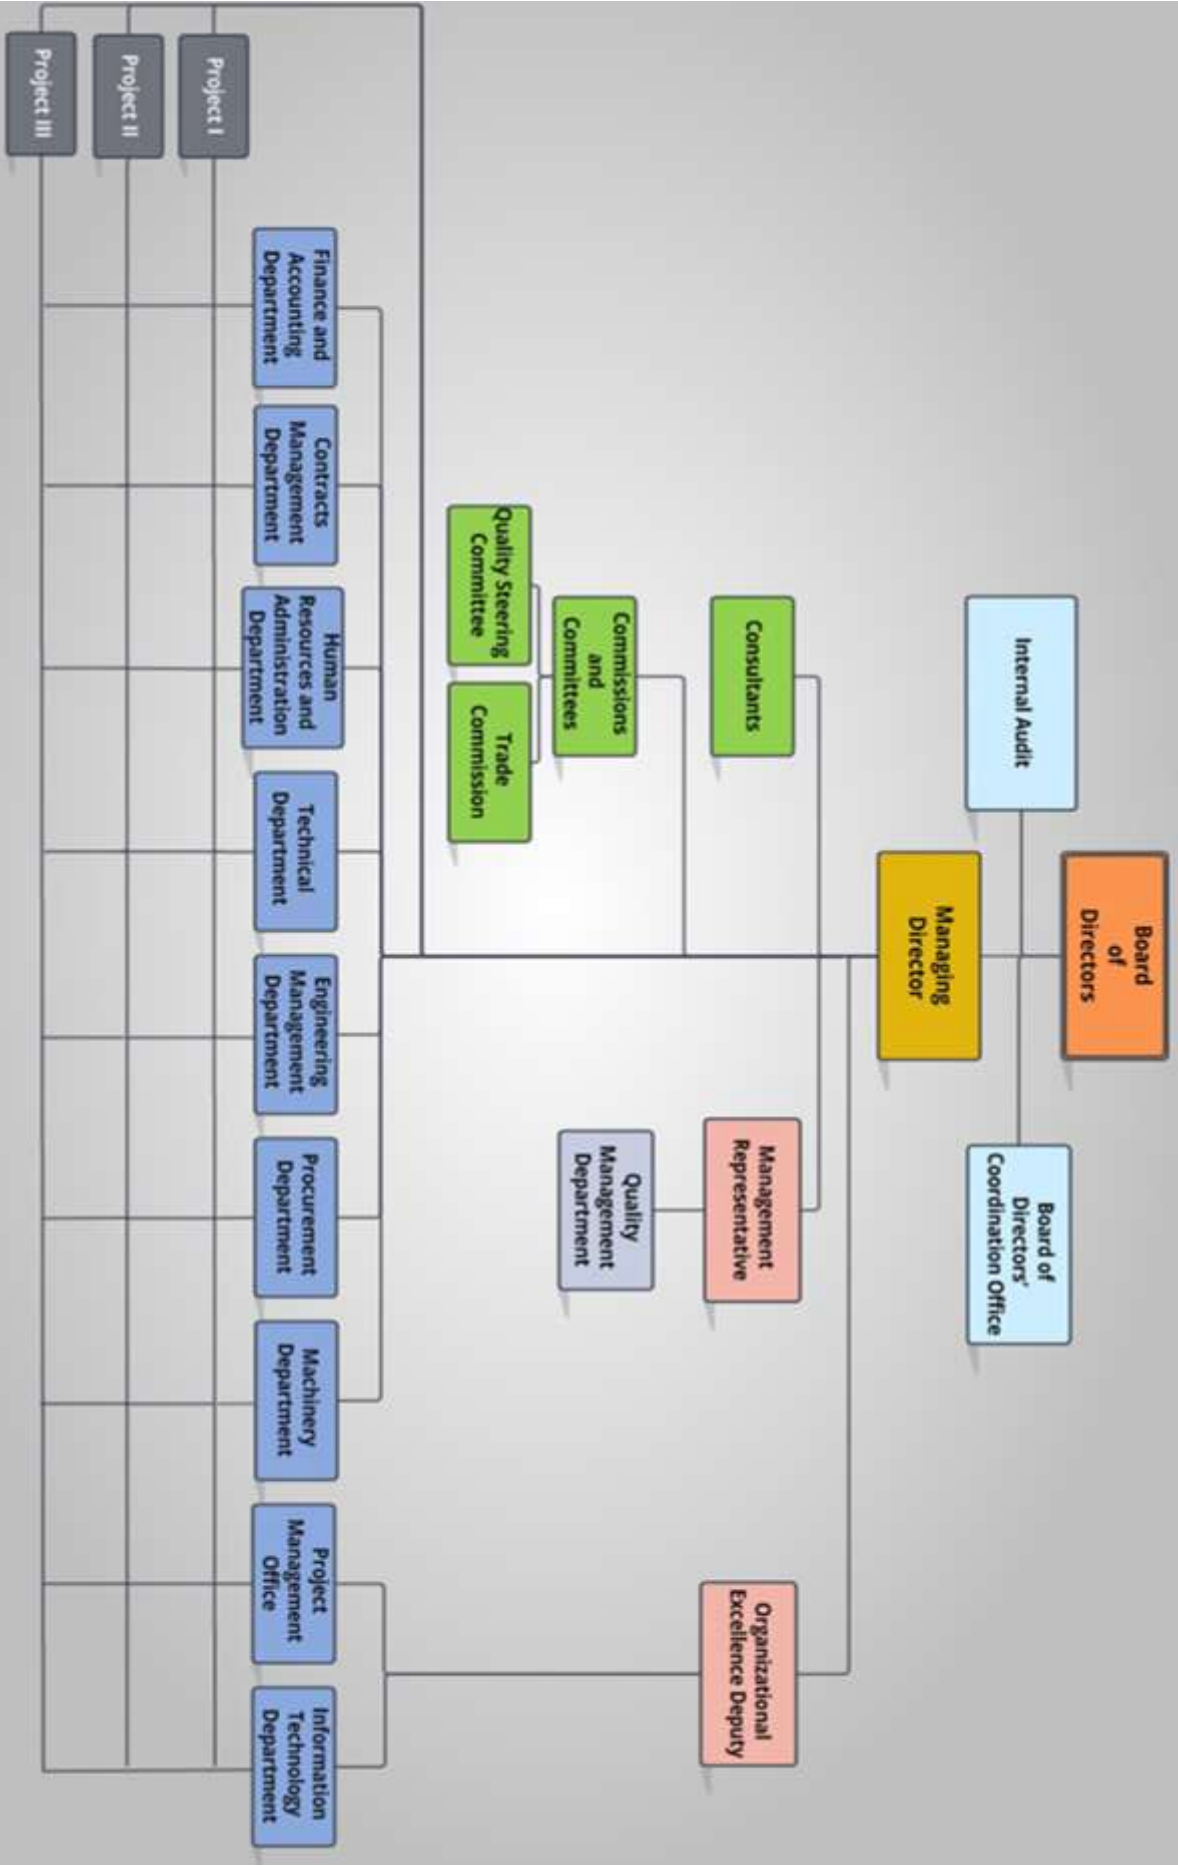 Board
of
Directors
Internal Audit
Board of
Directors'
Coordination Office
Managing
Director
Consultants
Management
Representative
Organizational
Excellence Deputy
Commissions
and
Committees
Quality
Management
Department
Quality Steering
Committee
Trade
Commission
Finance and
Accounting
Department
Contracts
Management
Department
Human
Resources and
Administration
Department
Technical
Department
Engineering
Management
Department
Procurement
Department
Machinery
Department
Project
Management
Office
Information
Technology
Department
Project I
Project II
Project III